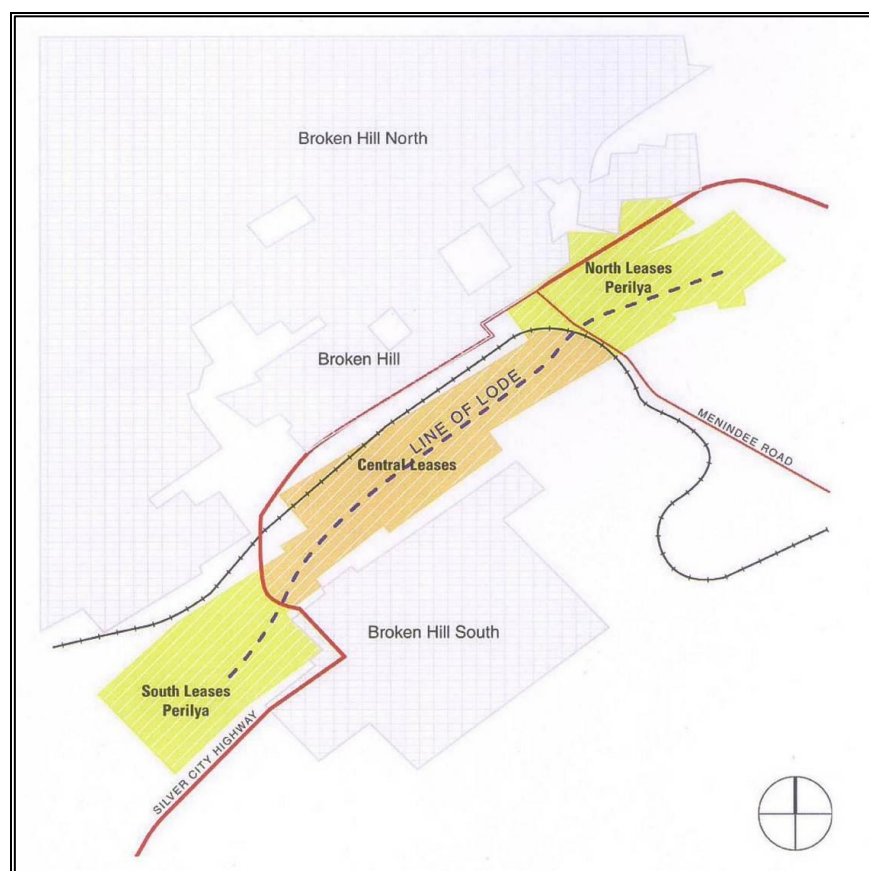 Broken Hill North
North Leases
Perilya
Broken Hill
LINE OF LODE
Central Leases
MENINDEE ROAD
Broken Hill South
South Leases
Perilya
SILVER CITY HIGHWAY